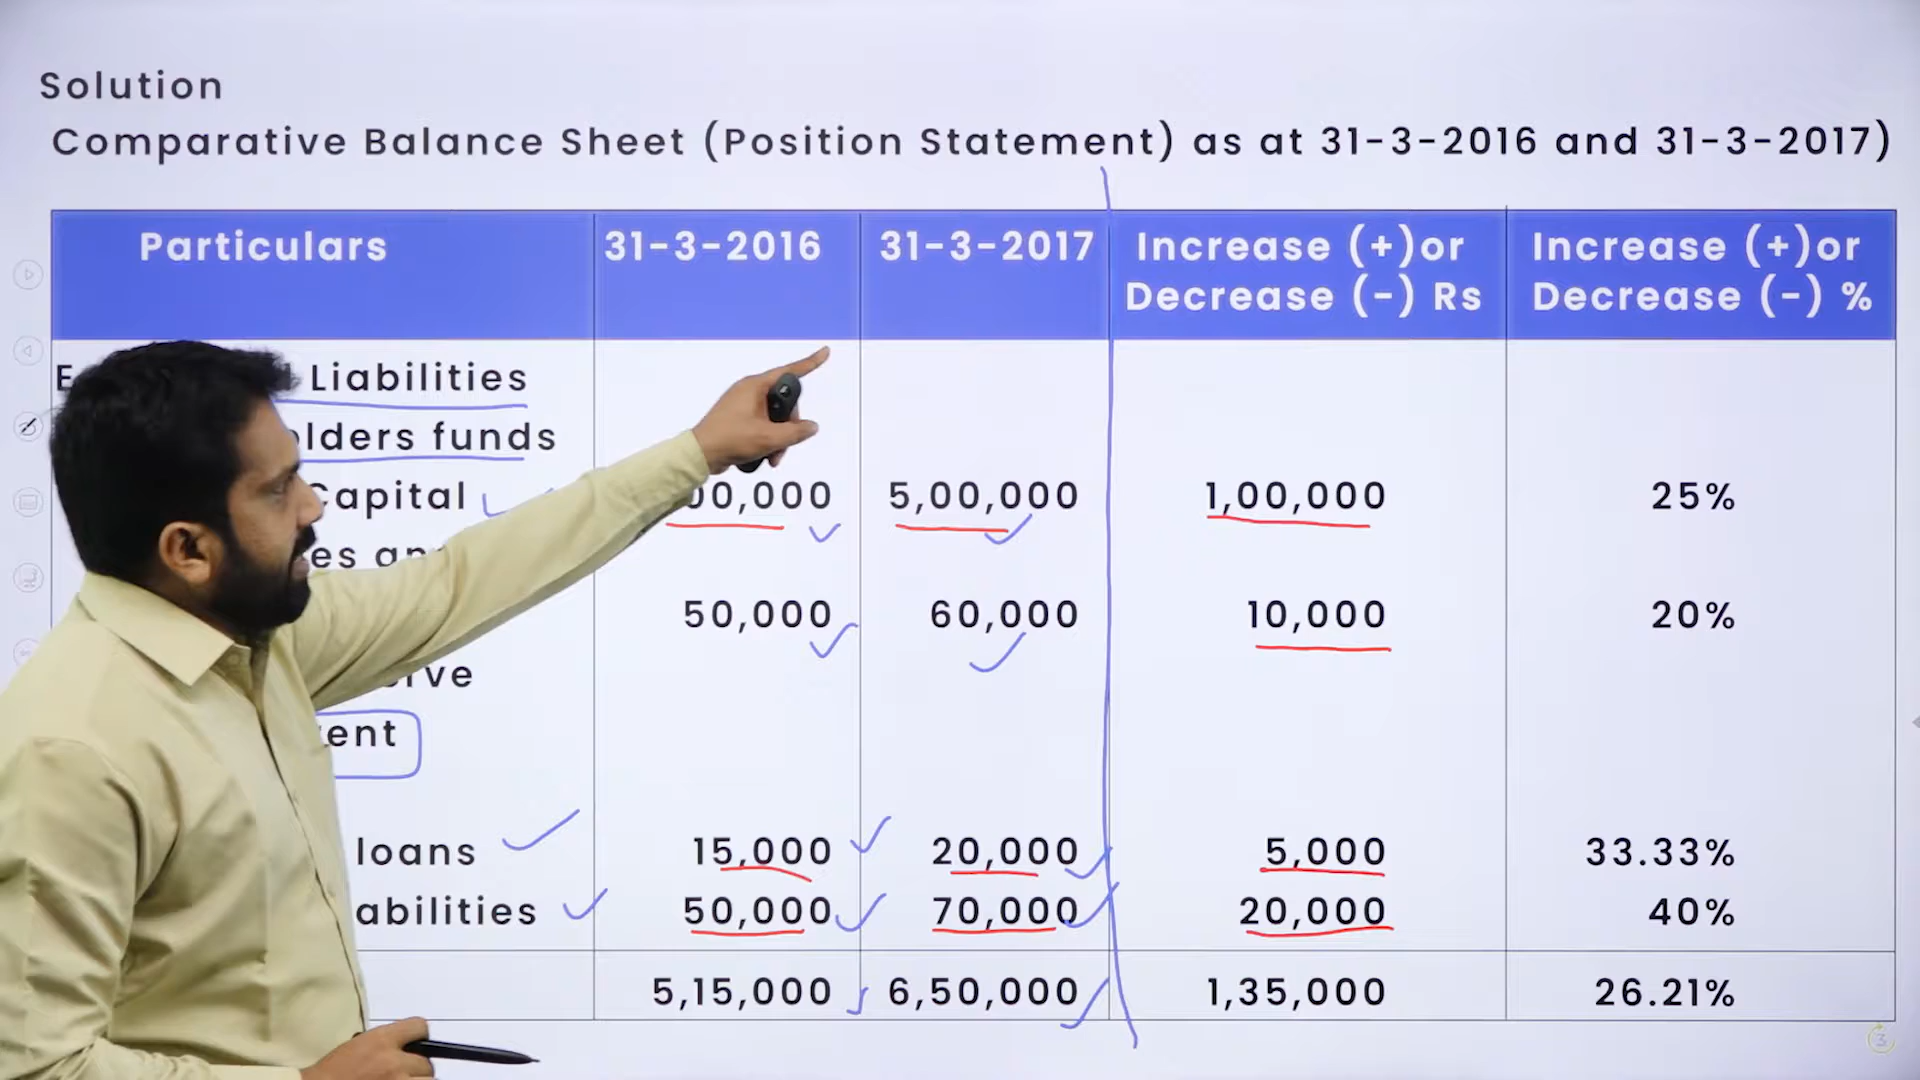 Solution
Comparative Balance Sheet (Position Statement) as at 31-3-2016 and 31-3-2017)
Particulars 31-3-2016 31-3-2017 Increase (+)or Decrease (-) Rs Increase (+)or Decrease (-) %
Liabilities
funds
Capital 5,00,000 1,00,000 25%
50,000 60,000 10,000 20%
loans 15,000 20,000 5,000 33.33%
50,000 70,000 20,000 40%
5,15,000 6,50,000 1,35,000 26.21%
3